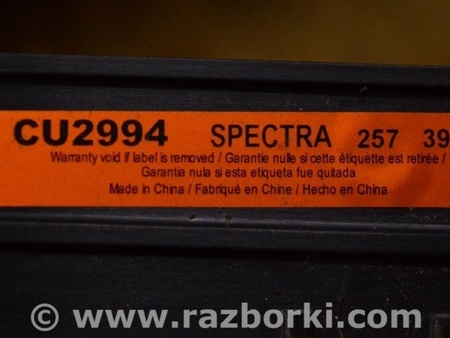 CU2994 SPECTRA 257 39
Warranty void if label is removed / Garantie nulle si cette étiquette est retirée /
Garantia nula si esta etiqueta fue quitada
Made in China / Fabriqué en Chine / Hecho en China
© www.razborki.com